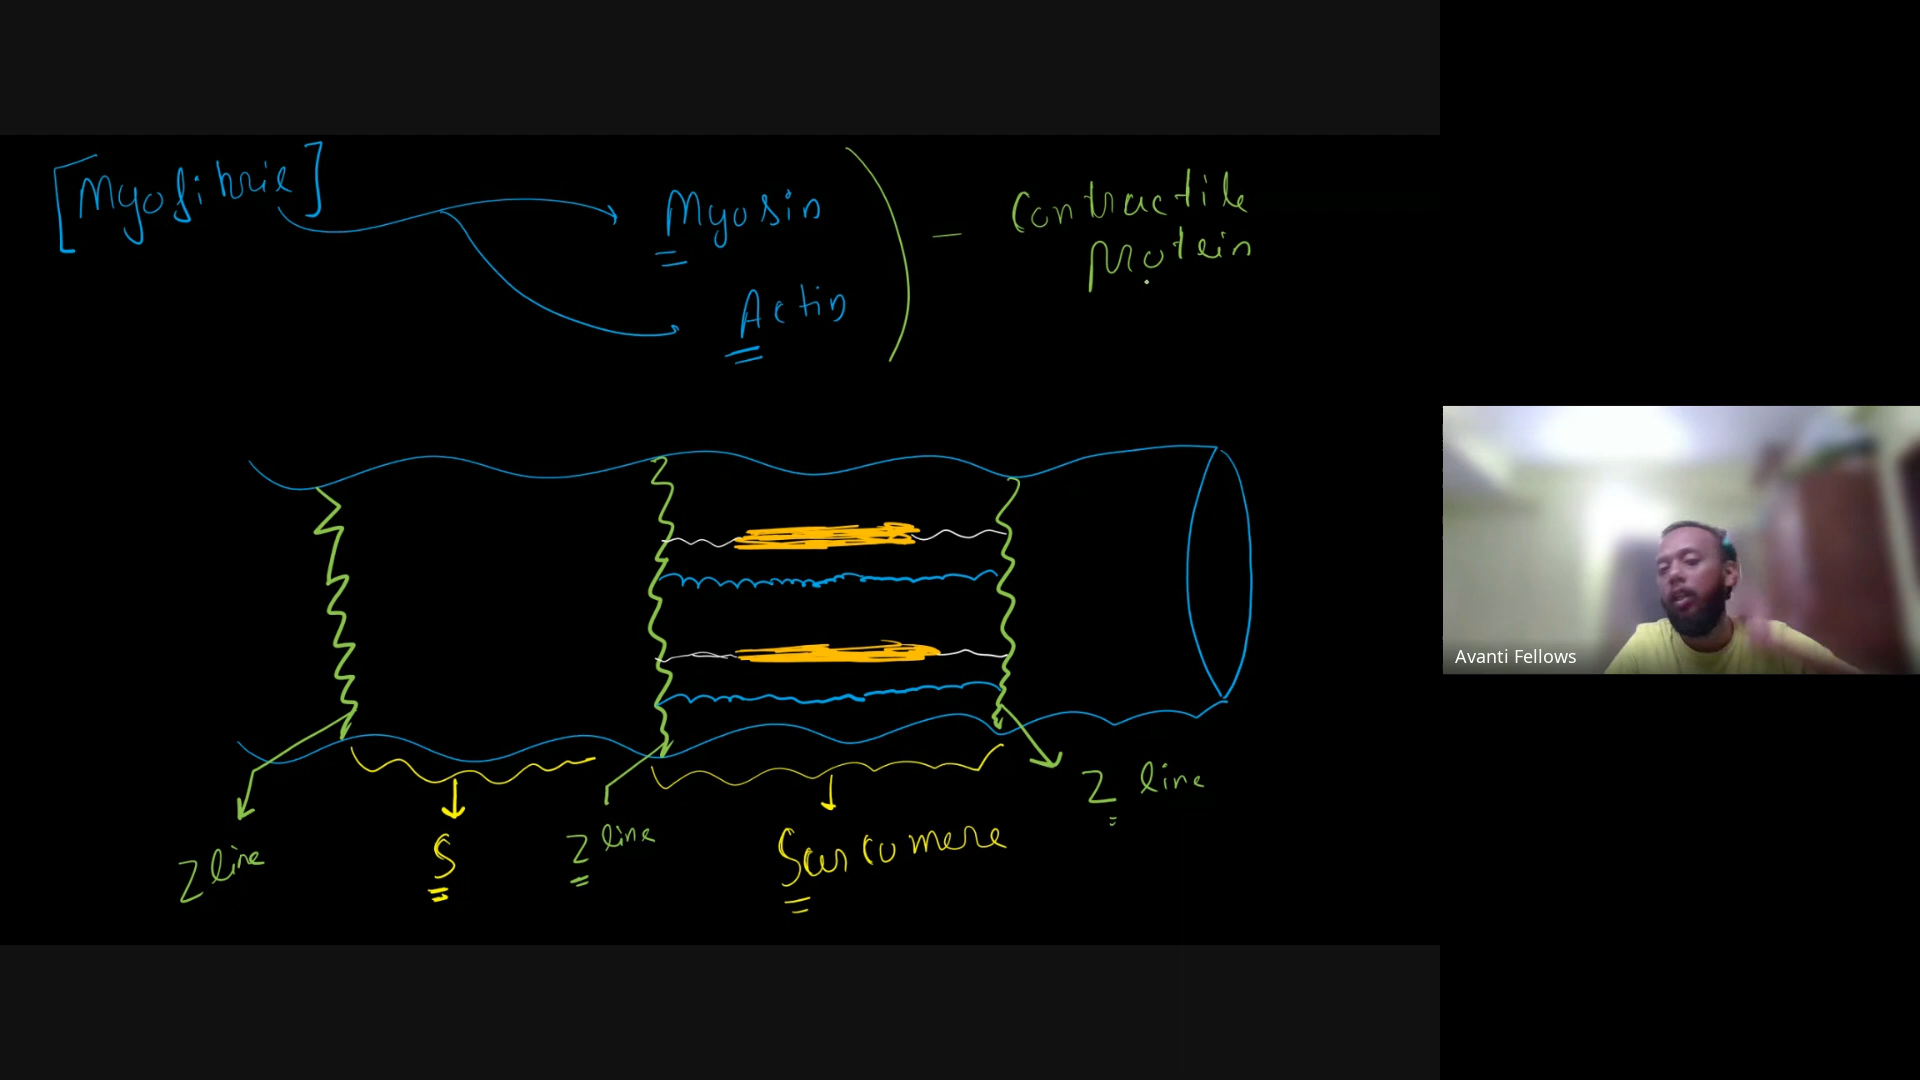 [Myofibril]
Myosin
Actin
- Contractile
Protein
Z line
S
Z line
Sarcomere
Z line
Avanti Fellows